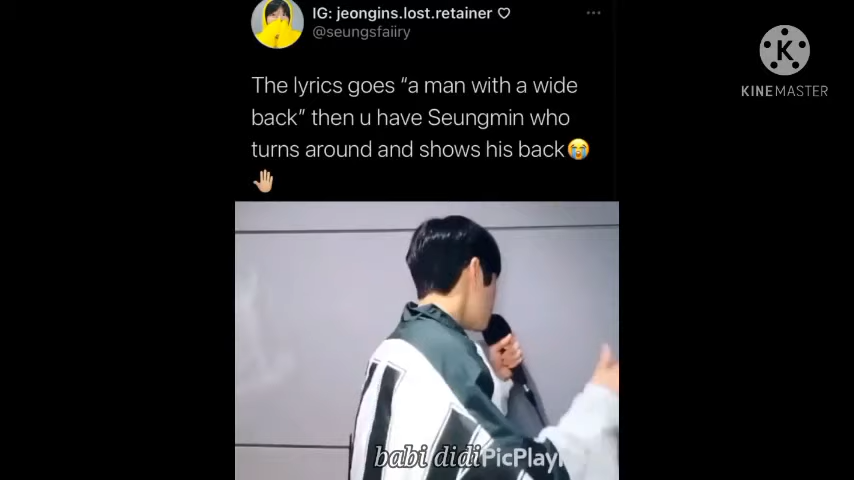 IG: jeongins.lost.retainer ♡
@seungsfaiiry
The lyrics goes “a man with a wide
back” then u have Seungmin who
turns around and shows his back😭
🤚🏼
KINEMASTER
babi didi
PicPlay